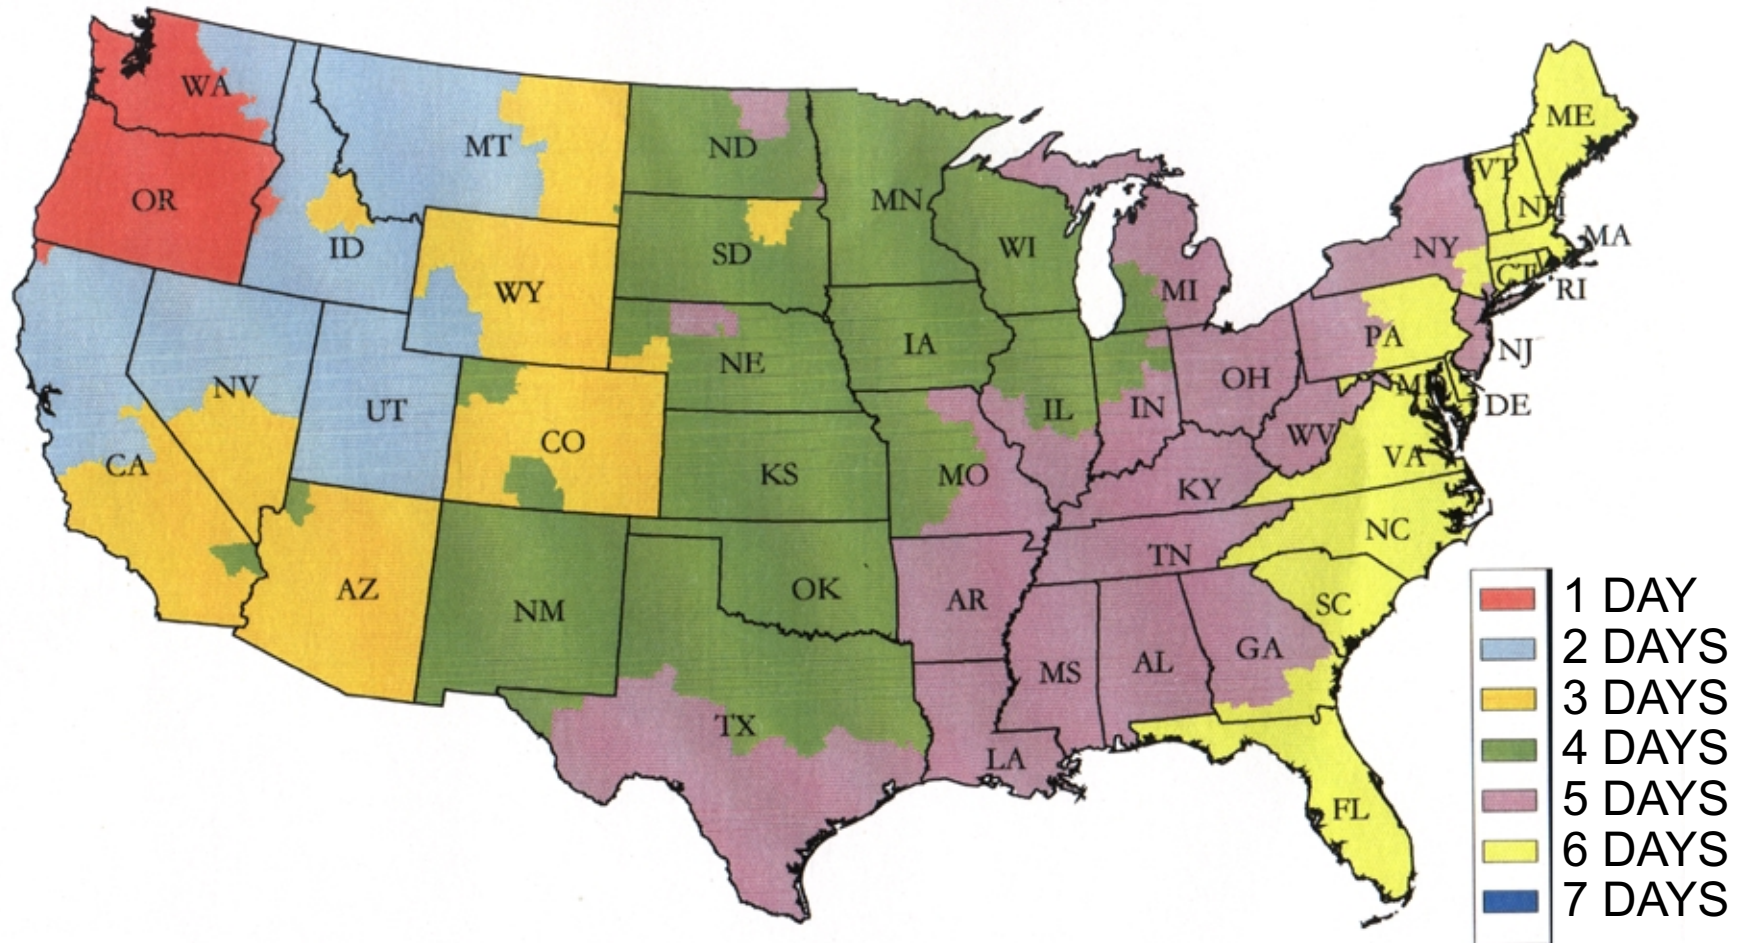 WA
OR
ID
MT
WY
NV
UT
CA
AZ
CO
NM
ND
SD
NE
KS
OK
TX
MN
IA
MO
AR
LA
WI
IL
MI
IN
OH
KY
TN
MS
AL
GA
FL
SC
NC
VA
WV
PA
NY
VT
NH
ME
MA
CT
RI
NJ
MD
DE
1 DAY
2 DAYS
3 DAYS
4 DAYS
5 DAYS
6 DAYS
7 DAYS